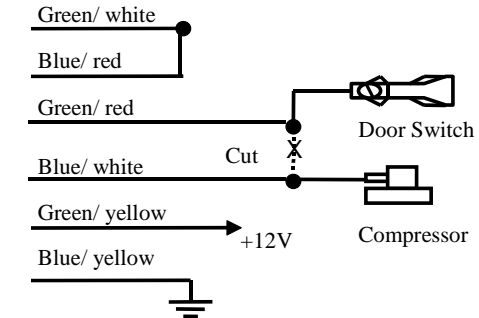 Green/ white
Blue/ red
Green/ red
Door Switch
Cut
Blue/ white
Green/ yellow
+12V
Compressor
Blue/ yellow